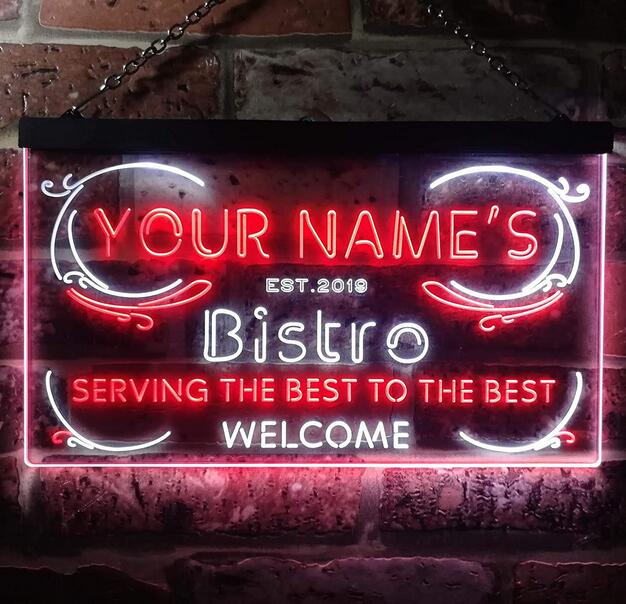 YOUR NAME'S
EST.2019
Bistro
SERVING THE BEST TO THE BEST
WELCOME